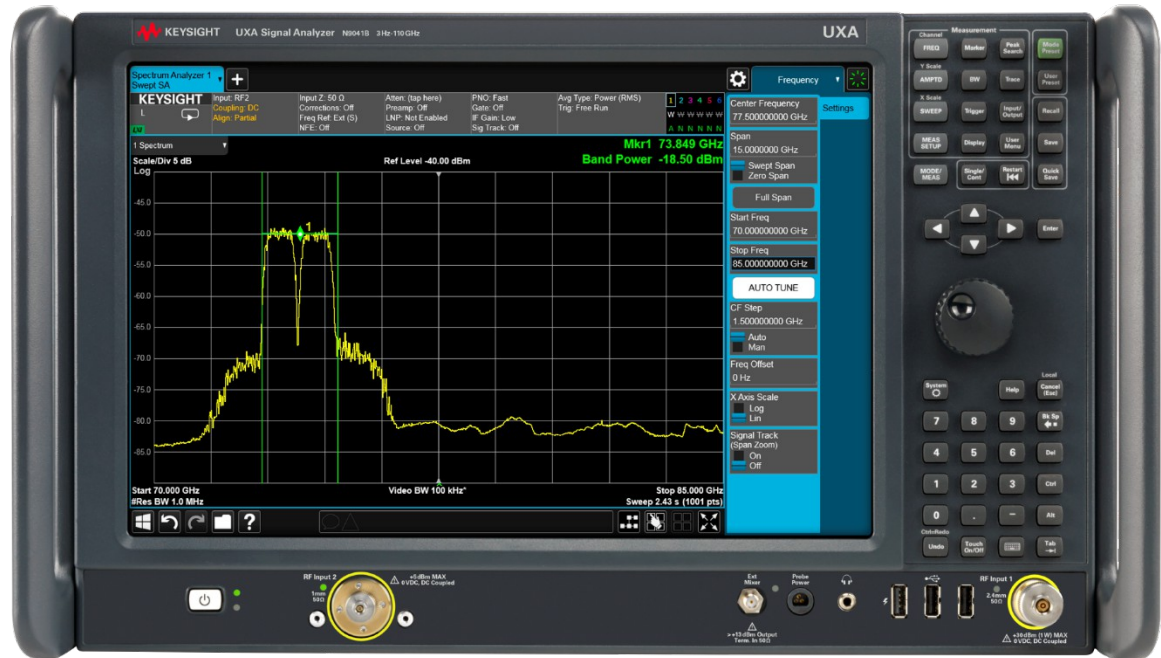 KEYSIGHT UXA Signal Analyzer N9041B 3 Hz-110 GHz
UXA
Spectrum Analyzer 1
Swept SA
KEYSIGHT
L
Input: RF2
Coupling: DC
Align: Partial
Input Z: 50 Ω
Corrections: Off
Freq Ref: Ext (S)
NFE: Off
Atten: (tap here)
Preamp: Off
LNP: Not Enabled
Source: Off
PNO: Fast
Gate: Off
IF Gain: Low
Sig Track: Off
Avg Type: Power (RMS)
Trig: Free Run
1 2 3 4 5 6
W W W W W W
A N N N N N
1 Spectrum
Scale/Div 5 dB
Log
Ref Level -40.00 dBm
Mkr1 73.849 GHz
Band Power -18.50 dBm
1
-45.0
-50.0
-55.0
-60.0
-65.0
-70.0
-75.0
-80.0
-85.0
Start 70.000 GHz
#Res BW 1.0 MHz
Video BW 100 kHz*
Stop 85.000 GHz
Sweep 2.43 s (1001 pts)
?
Frequency
Settings
Center Frequency
77.500000000 GHz
Span
15.0000000 GHz
Swept Span
Zero Span
Full Span
Start Freq
70.000000000 GHz
Stop Freq
85.000000000 GHz
AUTO TUNE
CF Step
1.500000000 GHz
Auto
Man
Freq Offset
0 Hz
X Axis Scale
Log
Lin
Signal Track
(Span Zoom)
On
Off
Channel
Measurement
FREQ
Marker
Peak
Search
Mode
Preset
Y Scale
AMPTD
BW
Trace
User
Preset
X Scale
SWEEP
Trigger
Input/
Output
Recall
MEAS
SETUP
Display
User
Menu
Save
MODE/
MEAS
Single/
Cont
Restart
Quick
Save
Enter
Local
System
Help
Cancel
(Esc)
7
8
9
Bk Sp
4
5
6
Del
1
2
3
Ctrl
0
.
-
Alt
Ctrl+Redo
Undo
Touch
On/Off
Tab
RF Input 2
1mm
50Ω
+5 dBm MAX
0 VDC, DC Coupled
Ext
Mixer
Probe
Power
>+13 dBm Output
Term. In 50Ω
RF Input 1
2.4mm
50Ω
+30 dBm (1W) MAX
0 VDC, DC Coupled